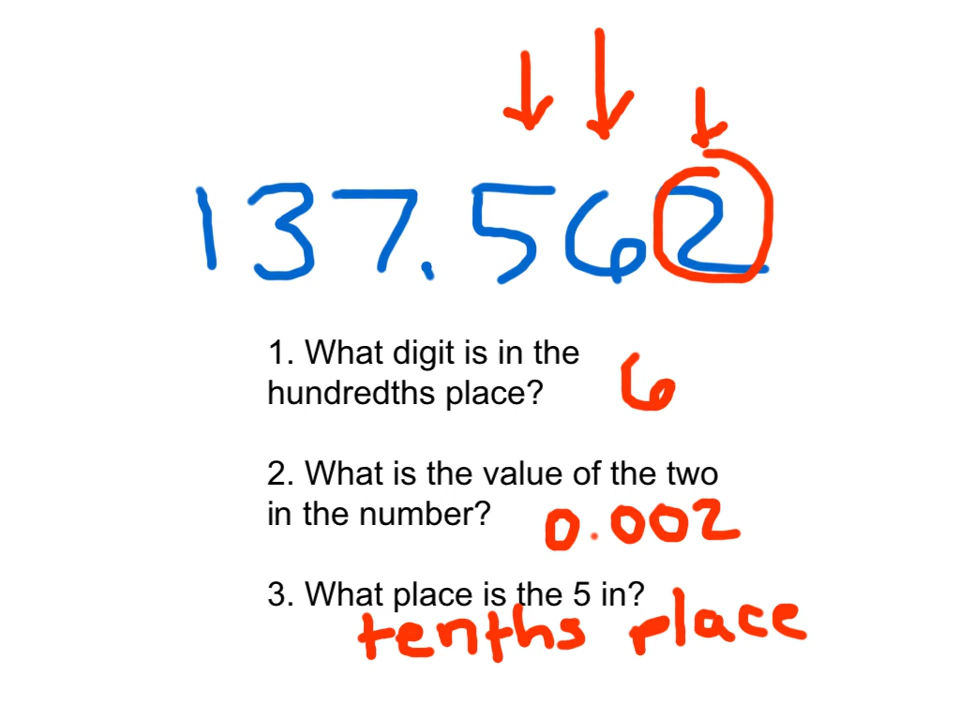 137.562
1. What digit is in the
hundredths place?
6
2. What is the value of the two
in the number?
0.002
3. What place is the 5 in?
tenths place